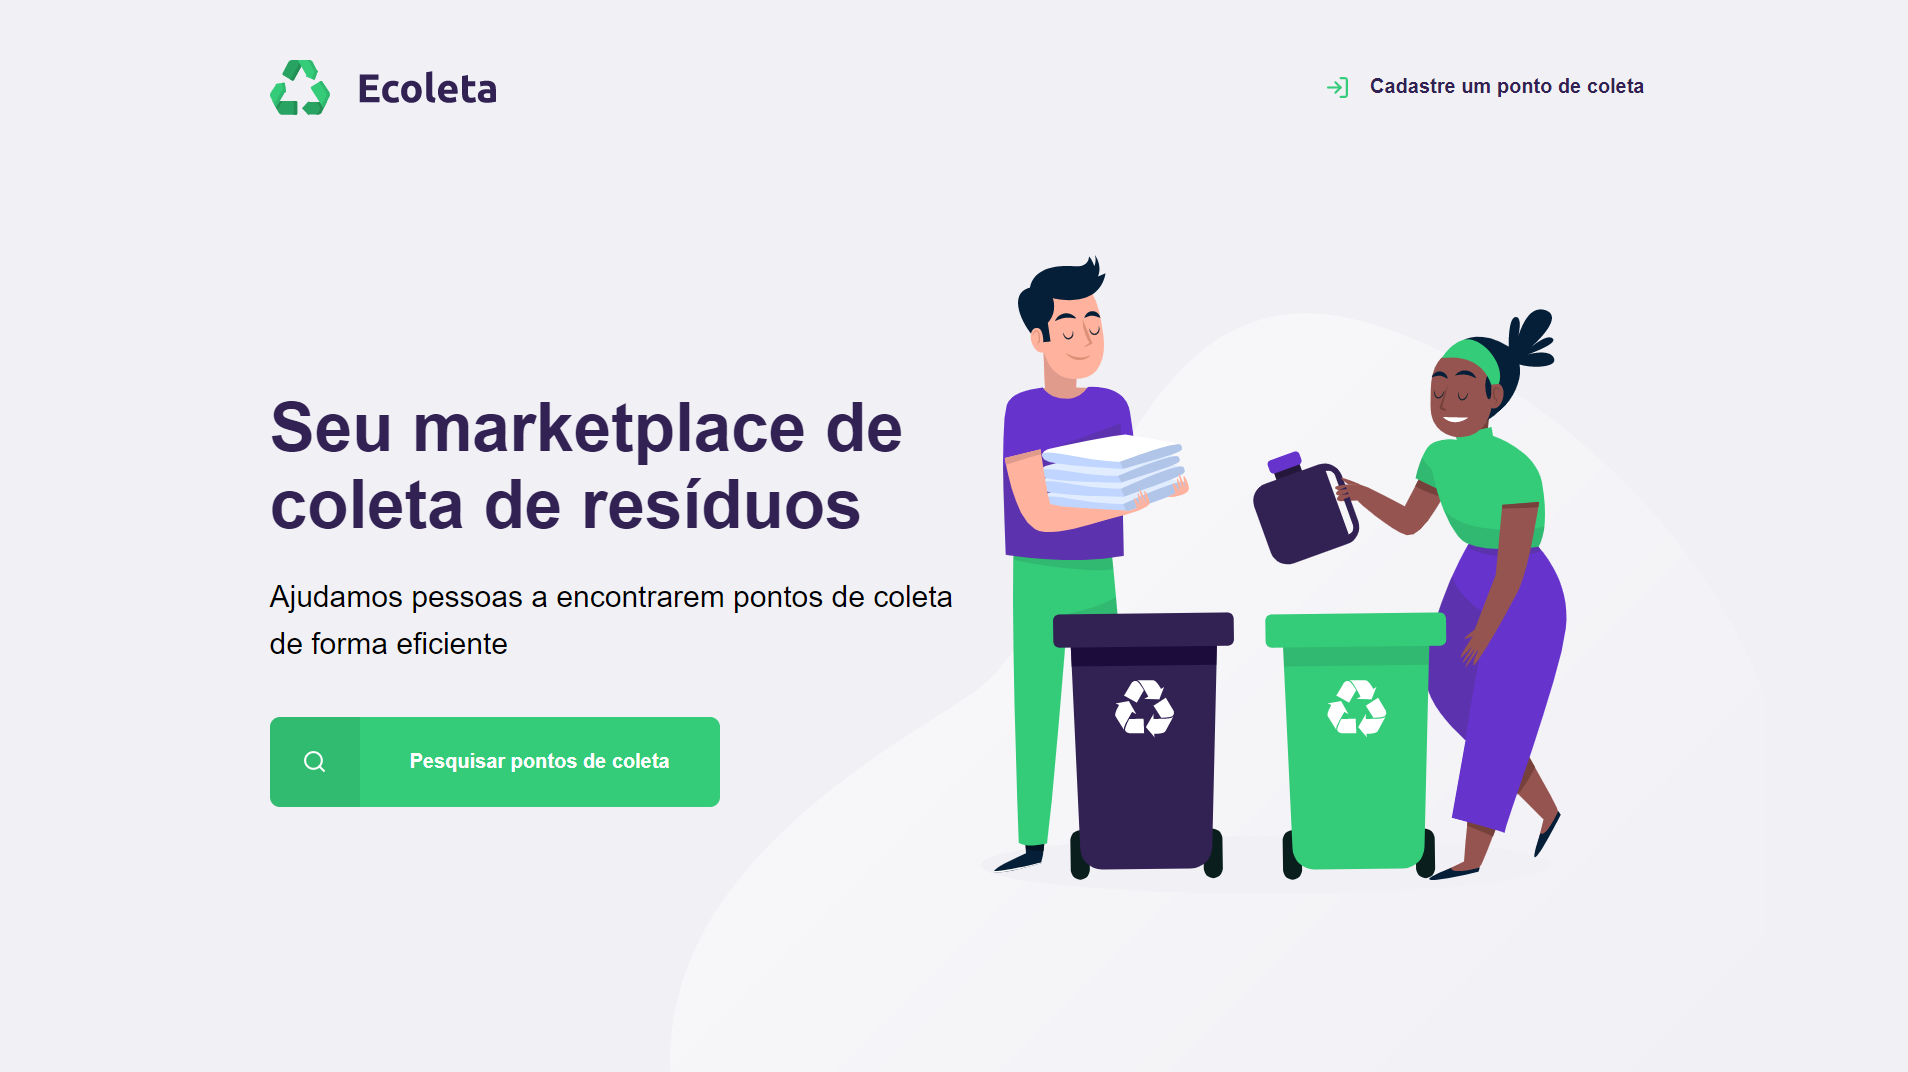 Ecoleta
Cadastre um ponto de coleta
Seu marketplace de
coleta de resíduos
Ajudamos pessoas a encontrarem pontos de coleta
de forma eficiente
Pesquisar pontos de coleta